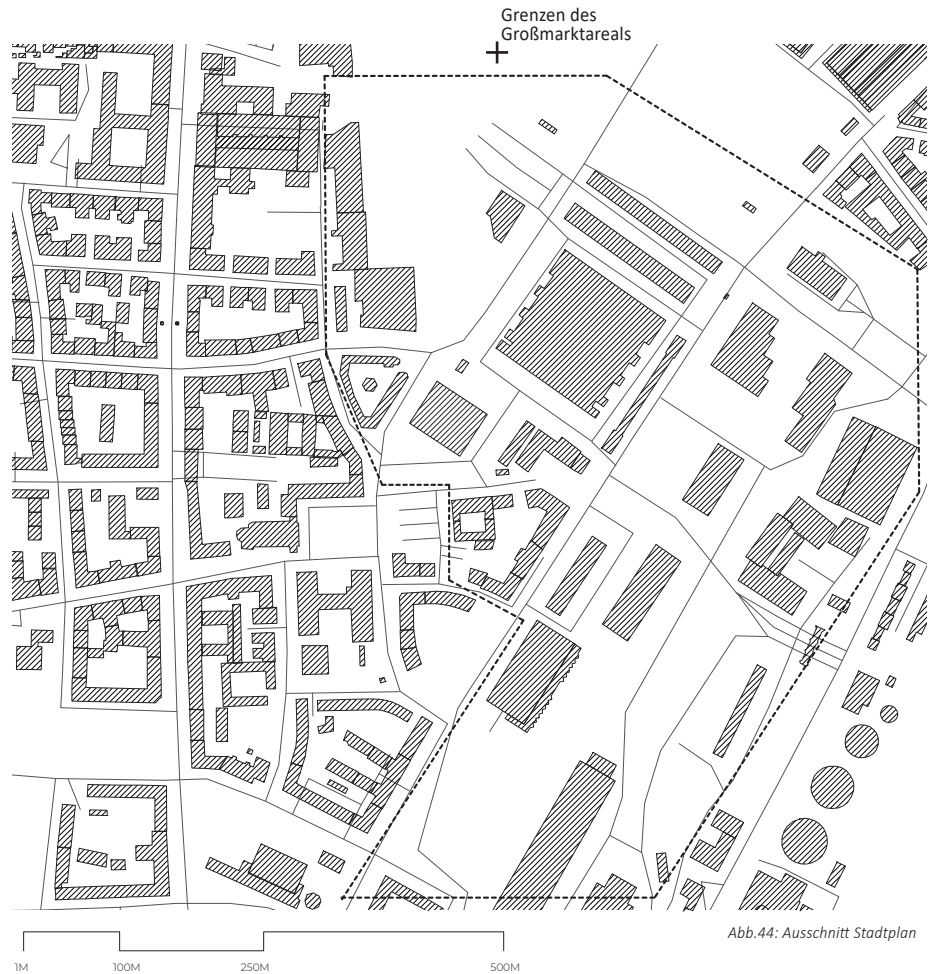 Grenzen des
Großmarktareals
Abb.44: Ausschnitt Stadtplan
1M 100M 250M 500M